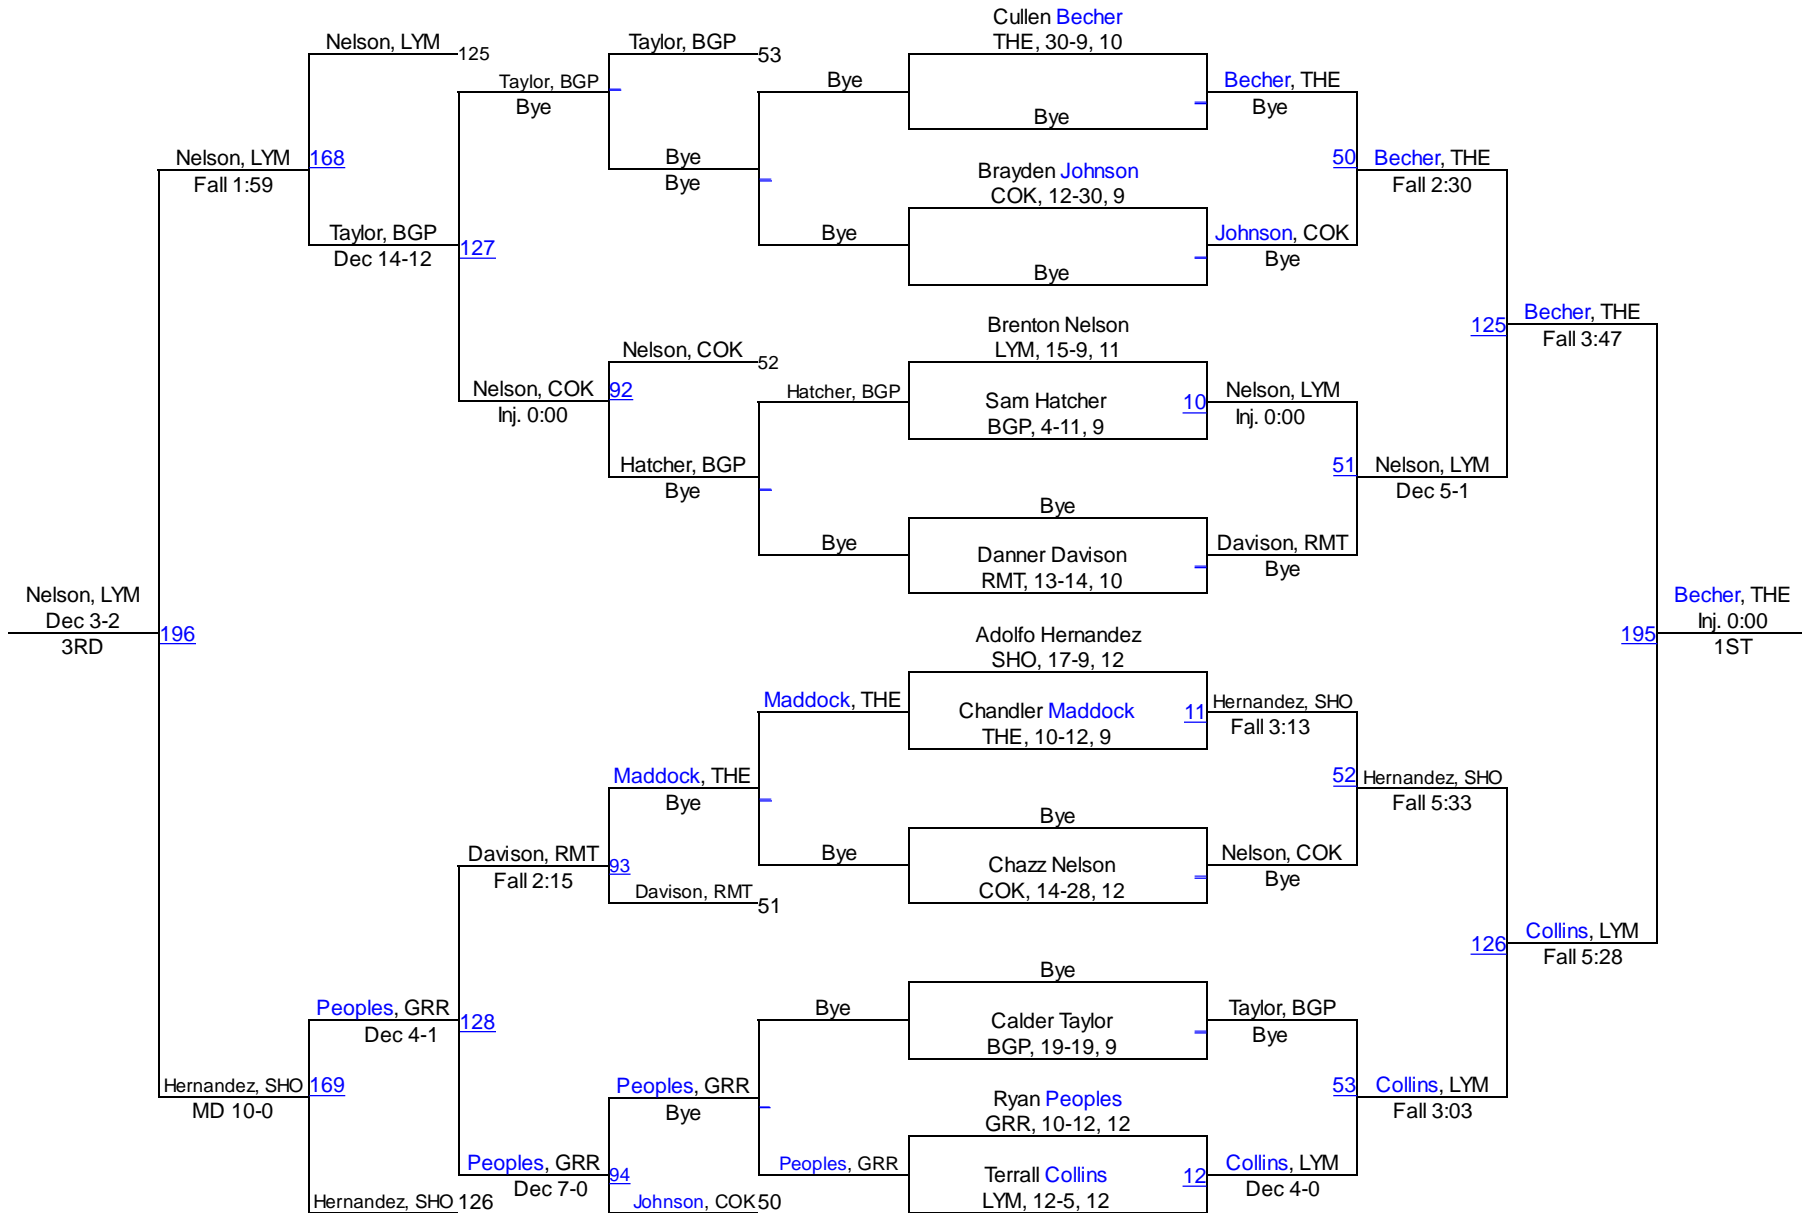 Cullen Becher
THE, 30-9, 10
Bye
Brayden Johnson
COK, 12-30, 9
Bye
Brenton Nelson
LYM, 15-9, 11
Sam Hatcher
BGP, 4-11, 9
10
Bye
Danner Davison
RMT, 13-14, 10
Adolfo Hernandez
SHO, 17-9, 12
Chandler Maddock
THE, 10-12, 9
11
Bye
Chazz Nelson
COK, 14-28, 12
Bye
Calder Taylor
BGP, 19-19, 9
Ryan Peoples
GRR, 10-12, 12
Terrall Collins
LYM, 12-5, 12
12
Becher, THE
Bye
Johnson, COK
Bye
Nelson, LYM
Inj. 0:00
Davison, RMT
Bye
Hernandez, SHO
Fall 3:13
Nelson, COK
Bye
Taylor, BGP
Bye
Collins, LYM
Dec 4-0
50
Becher, THE
Fall 2:30
51
Nelson, LYM
Dec 5-1
52
Hernandez, SHO
Fall 5:33
53
Collins, LYM
Fall 3:03
125
Becher, THE
Fall 3:47
126
Collins, LYM
Fall 5:28
195
Becher, THE
Inj. 0:00
1ST
Bye
Bye
Hatcher, BGP
Bye
Maddock, THE
Bye
Bye
Peoples, GRR
Taylor, BGP
53
Bye
Bye
Nelson, COK
52
Hatcher, BGP
Bye
Maddock, THE
Bye
Davison, RMT
51
Peoples, GRR
Bye
Johnson, COK
50
Taylor, BGP
Bye
Nelson, COK
Inj. 0:00
92
Davison, RMT
Fall 2:15
93
Peoples, GRR
Dec 7-0
94
Nelson, LYM
125
Taylor, BGP
Dec 14-12
127
Peoples, GRR
Dec 4-1
128
Hernandez, SHO
126
Nelson, LYM
Fall 1:59
168
Hernandez, SHO
MD 10-0
169
Nelson, LYM
Dec 3-2
3RD
196